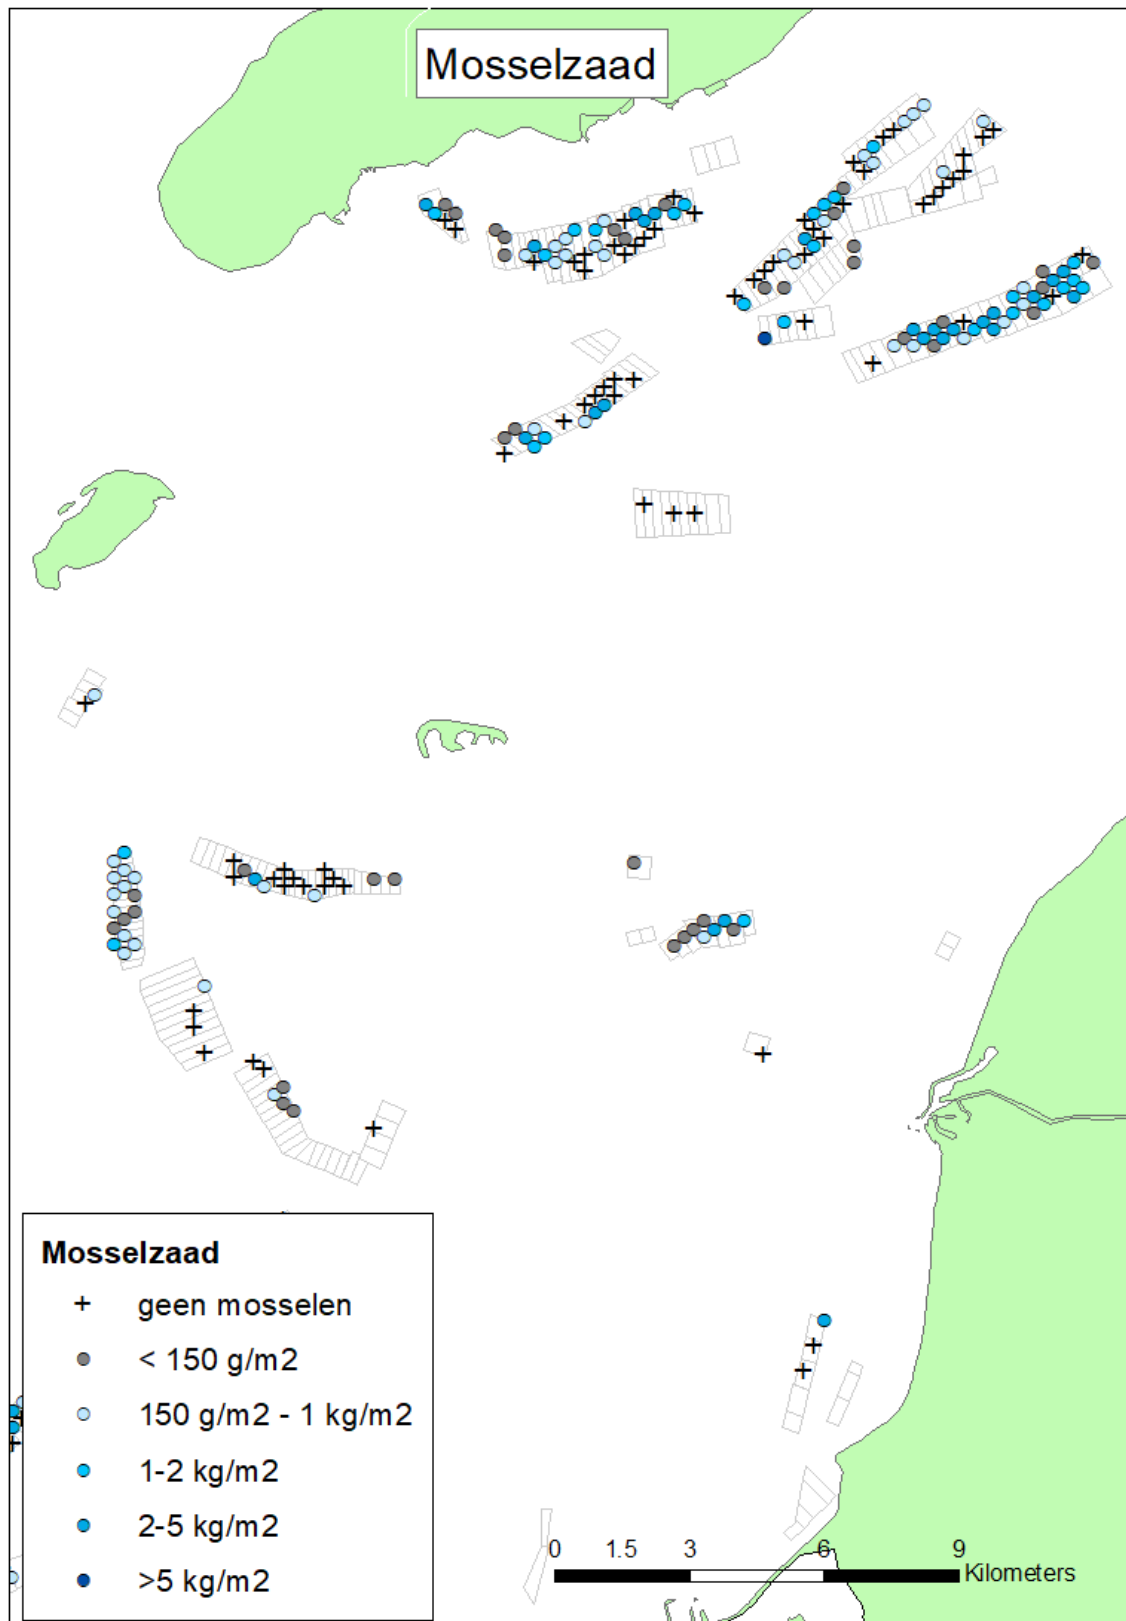 Mosselzaad
Mosselzaad
geen mosselen
< 150 g/m2
150 g/m2 - 1 kg/m2
1-2 kg/m2
2-5 kg/m2
>5 kg/m2
0 1.5 3 6 9
Kilometers